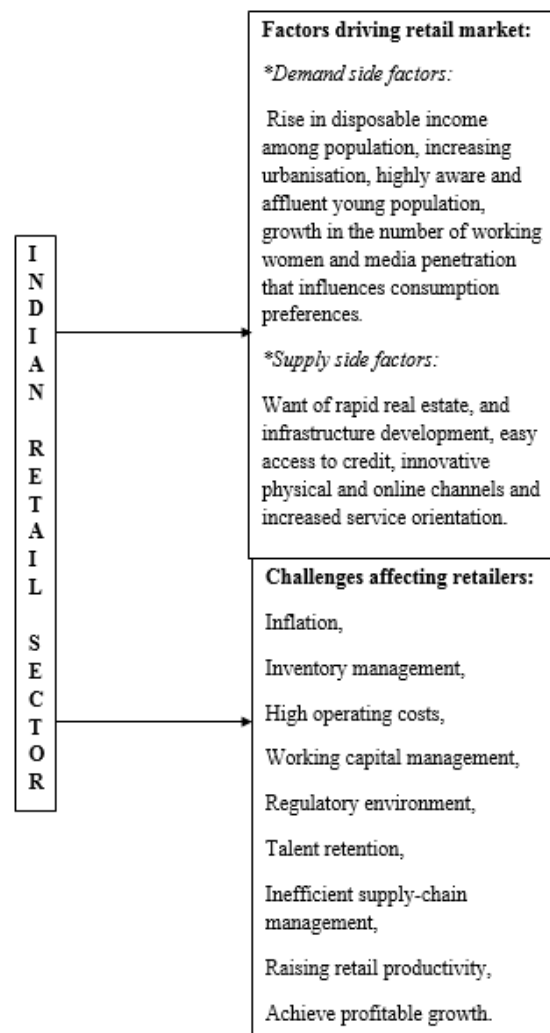 INDIAN RETAIL SECTOR
Factors driving retail market:
*Demand side factors:
Rise in disposable income
among population, increasing
urbanisation, highly aware and
affluent young population,
growth in the number of working
women and media penetration
that influences consumption
preferences.
*Supply side factors:
Want of rapid real estate, and
infrastructure development, easy
access to credit, innovative
physical and online channels and
increased service orientation.
Challenges affecting retailers:
Inflation,
Inventory management,
High operating costs,
Working capital management,
Regulatory environment,
Talent retention,
Inefficient supply-chain
management,
Raising retail productivity,
Achieve profitable growth.